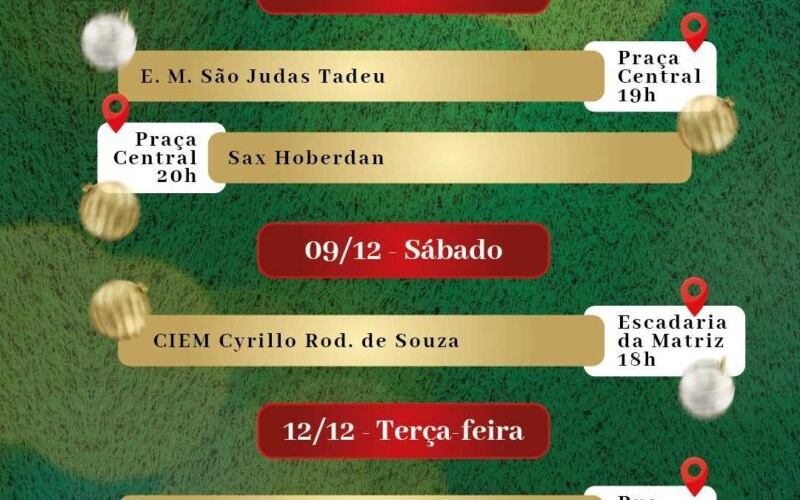 E. M. São Judas Tadeu
Praça
Central
19h
Praça
Central
20h
Sax Hoberdan
09/12 - Sábado
CIEM Cyrillo Rod. de Souza
Escadaria
da Matriz
18h
12/12 - Terça-feira